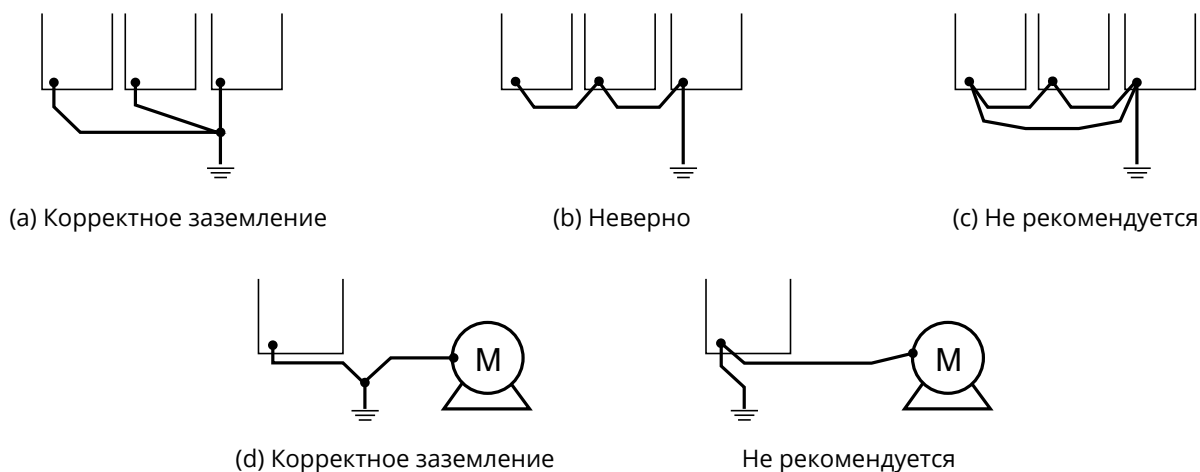 (a) Корректное заземление
(b) Неверно
(c) Не рекомендуется
M
M
(d) Корректное заземление
Не рекомендуется